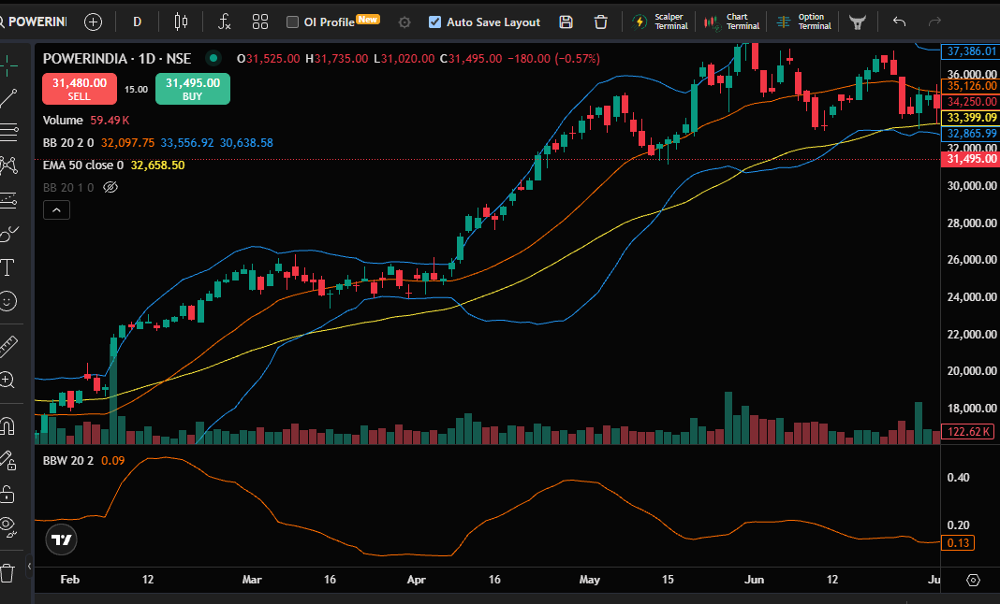 POWERIN D OI Profile New Auto Save Layout Scalper Terminal Chart Terminal Option Terminal
POWERINDIA · 1D · NSE O31,525.00 H31,735.00 L31,020.00 C31,495.00 −180.00 (−0.57%)
31,480.00 SELL 15.00 31,495.00 BUY
Volume 59.49K
BB 20 2 0 32,097.75 33,556.92 30,638.58
EMA 50 close 0 32,658.50
BB 20 1 0
37,386.01
36,000.00
35,126.00
34,250.00
33,399.09
32,865.99
32,000.00
31,495.00
30,000.00
28,000.00
26,000.00
24,000.00
22,000.00
20,000.00
18,000.00
122.62K
BBW 20 2 0.09
0.40
0.20
0.13
Feb 12 Mar 16 Apr 16 May 15 Jun 12 Ju